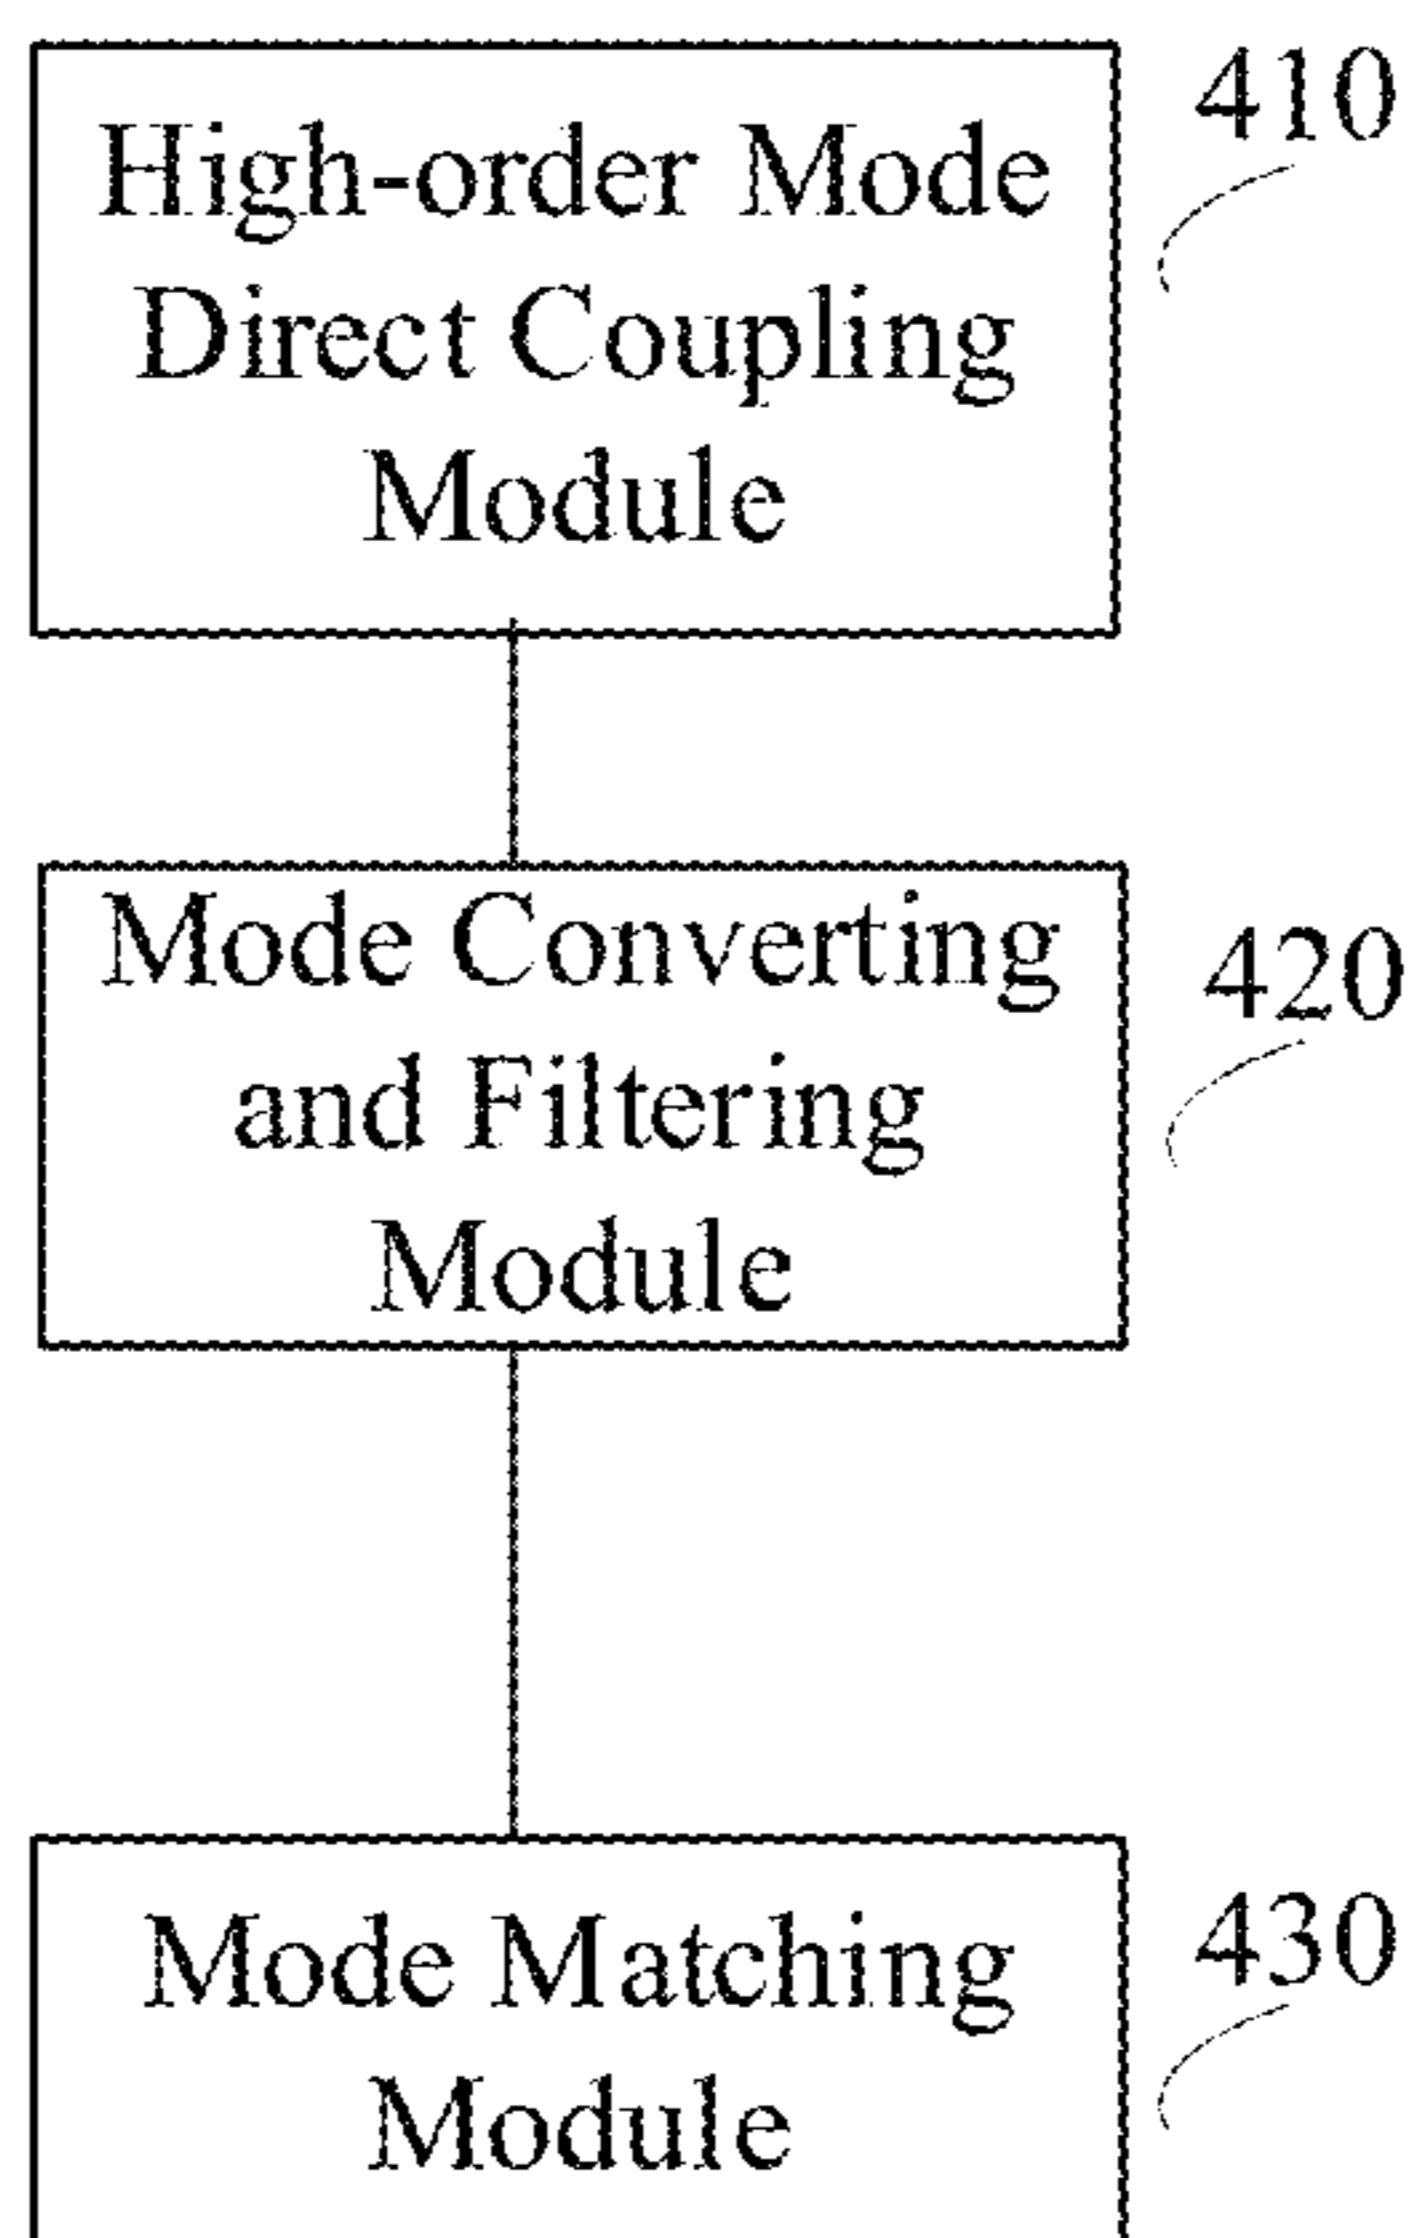 High-order Mode
Direct Coupling
Module
410
Mode Converting
and Filtering
Module
420
Mode Matching
Module
430